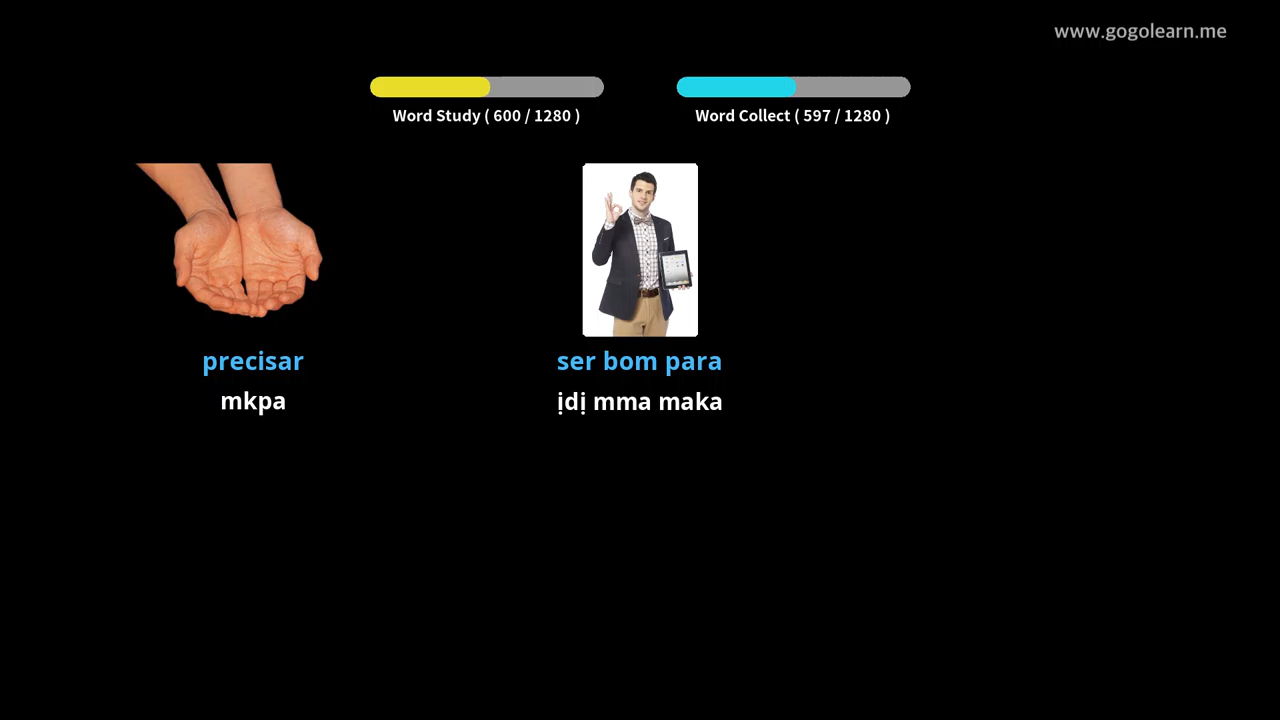 www.gogolearn.me
Word Study ( 600 / 1280 )
Word Collect ( 597 / 1280 )
precisar
ser bom para
mkpa
ịdị mma maka